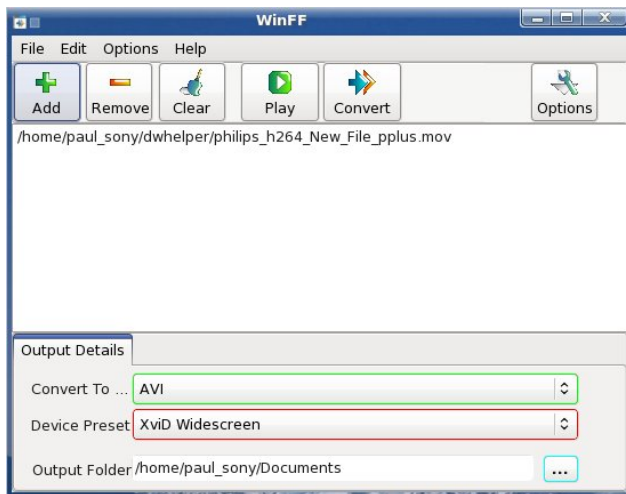 WinFF
File Edit Options Help
Add Remove Clear Play Convert Options
/home/paul_sony/dwhelper/philips_h264_New_File_pplus.mov
Output Details
Convert To ... AVI
Device Preset XviD Widescreen
Output Folder /home/paul_sony/Documents ...